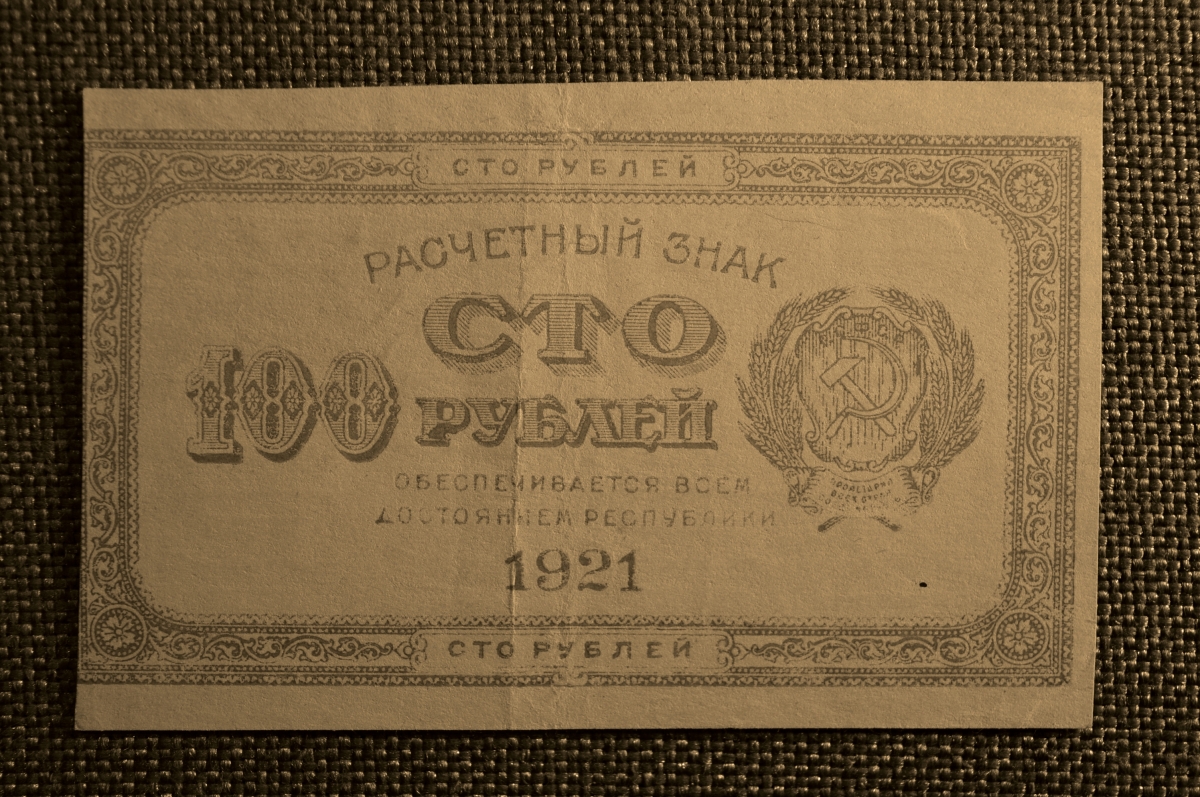 СТО РУБЛЕЙ
РАСЧЕТНЫЙ ЗНАК
СТО
100
РУБЛЕЙ
ОБЕСПЕЧИВАЕТСЯ ВСЕМ
ДОСТОЯНИЕМ РЕСПУБЛИКИ
1921
СТО РУБЛЕЙ